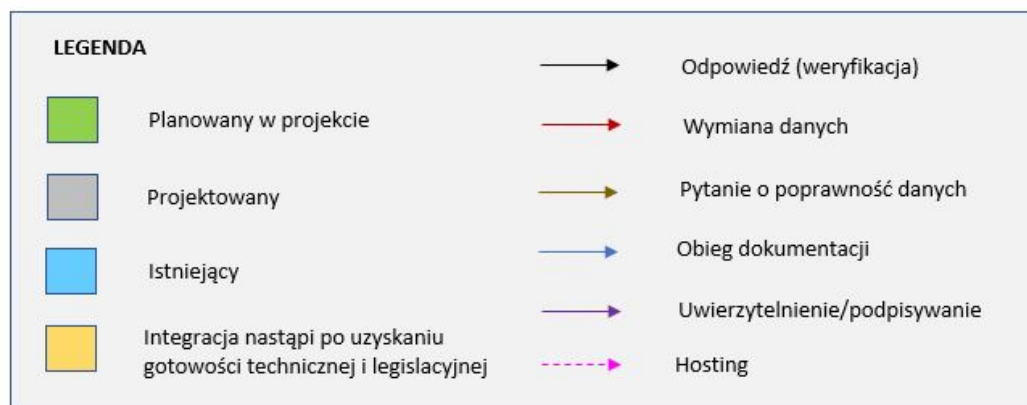 LEGENDA
Planowany w projekcie
Projektowany
Istniejący
Integracja nastąpi po uzyskaniu
gotowości technicznej i legislacyjnej
Odpowiedź (weryfikacja)
Wymiana danych
Pytanie o poprawność danych
Obieg dokumentacji
Uwierzytelnienie/podpisywanie
Hosting